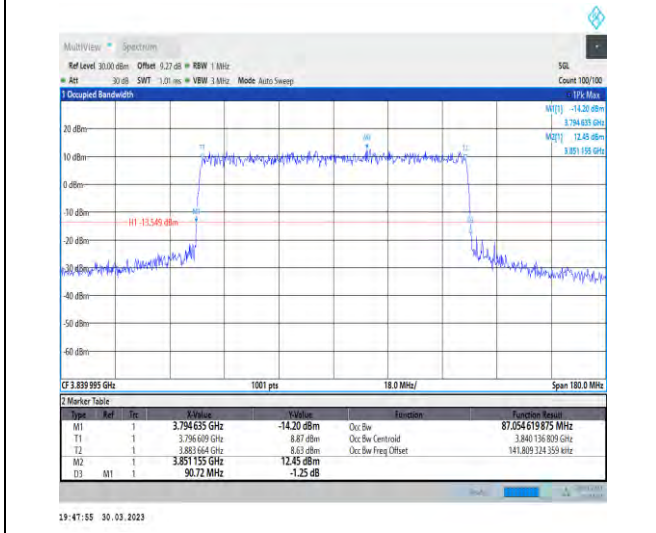 MultiView Spectrum
Ref Level 30.00 dBm Offset 9.27 dB RBW 1 MHz SGL
Att 30 dB SWT 1.01 ms VBW 3 MHz Mode Auto Sweep Count 100/100
1 Occupied Bandwidth 1Pk Max
M1[1] -14.20 dBm
3.794 635 GHz
20 dBm M2[1] 12.45 dBm
3.851 155 GHz
10 dBm
0 dBm
-10 dBm
H1 -13.549 dBm
-20 dBm
-30 dBm
-40 dBm
-50 dBm
-60 dBm
CF 3.839 995 GHz 1001 pts 18.0 MHz/ Span 180.0 MHz
2 Marker Table
Type Ref Trc X-Value Y-Value Function Function Result
M1 1 3.794 635 GHz -14.20 dBm Occ Bw 87.054 619 875 MHz
T1 1 3.796 609 GHz 8.87 dBm Occ Bw Centroid 3.840 136 809 GHz
T2 1 3.883 664 GHz 8.63 dBm Occ Bw Freq Offset 141.809 324 359 kHz
M2 1 3.851 155 GHz 12.45 dBm
D3 M1 1 90.72 MHz -1.25 dB
19:47:55 30.03.2023